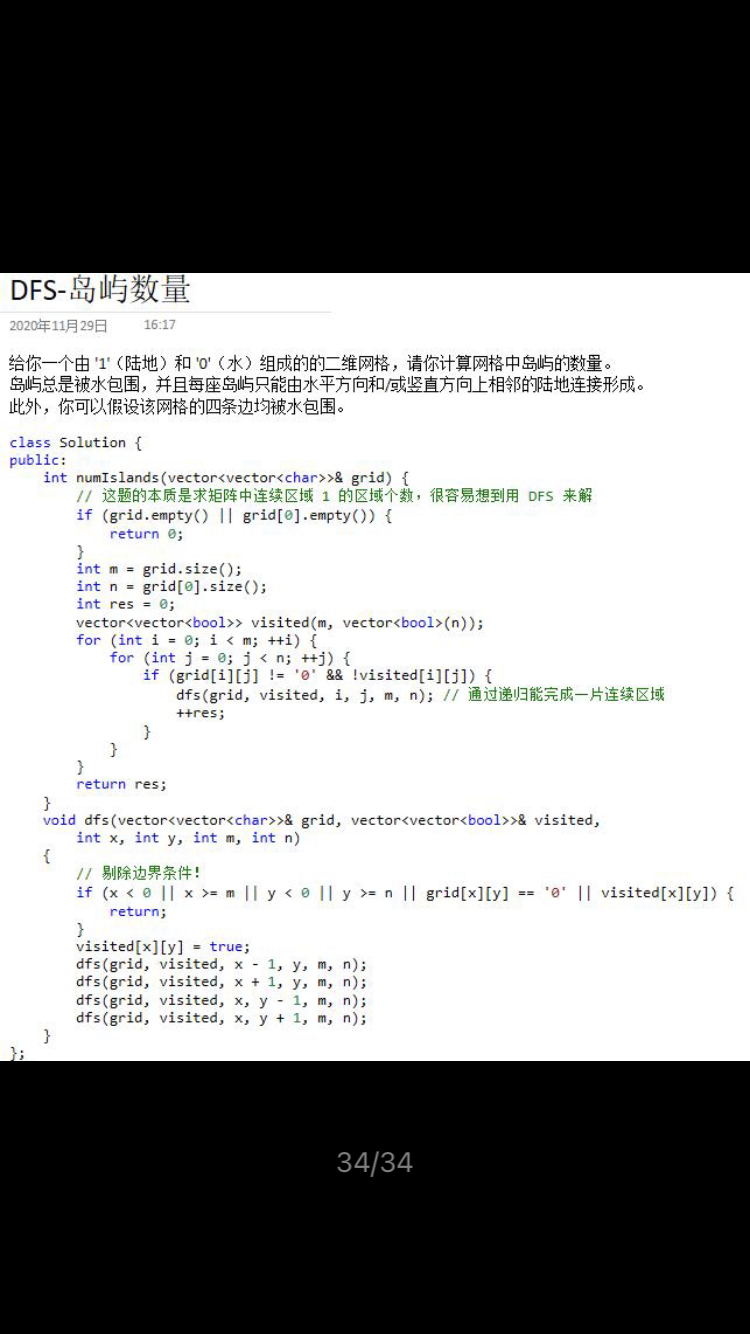 DFS-岛屿数量
2020年11月29日 16:17
给你一个由 '1'（陆地）和 '0'（水）组成的的二维网格，请你计算网格中岛屿的数量。
岛屿总是被水包围，并且每座岛屿只能由水平方向和/或竖直方向上相邻的陆地连接形成。
此外，你可以假设该网格的四条边均被水包围。
class Solution {
public:
    int numIslands(vector<vector<char>>& grid) {
        // 这题的本质是求矩阵中连续区域 1 的区域个数，很容易想到用 DFS 来解
        if (grid.empty() || grid[0].empty()) {
            return 0;
        }
        int m = grid.size();
        int n = grid[0].size();
        int res = 0;
        vector<vector<bool>> visited(m, vector<bool>(n));
        for (int i = 0; i < m; ++i) {
            for (int j = 0; j < n; ++j) {
                if (grid[i][j] != '0' && !visited[i][j]) {
                    dfs(grid, visited, i, j, m, n); // 通过递归能完成一片连续区域
                    ++res;
                }
            }
        }
        return res;
    }
    void dfs(vector<vector<char>>& grid, vector<vector<bool>>& visited,
        int x, int y, int m, int n)
    {
        // 剔除边界条件!
        if (x < 0 || x >= m || y < 0 || y >= n || grid[x][y] == '0' || visited[x][y]) {
            return;
        }
        visited[x][y] = true;
        dfs(grid, visited, x - 1, y, m, n);
        dfs(grid, visited, x + 1, y, m, n);
        dfs(grid, visited, x, y - 1, m, n);
        dfs(grid, visited, x, y + 1, m, n);
    }
};
34/34